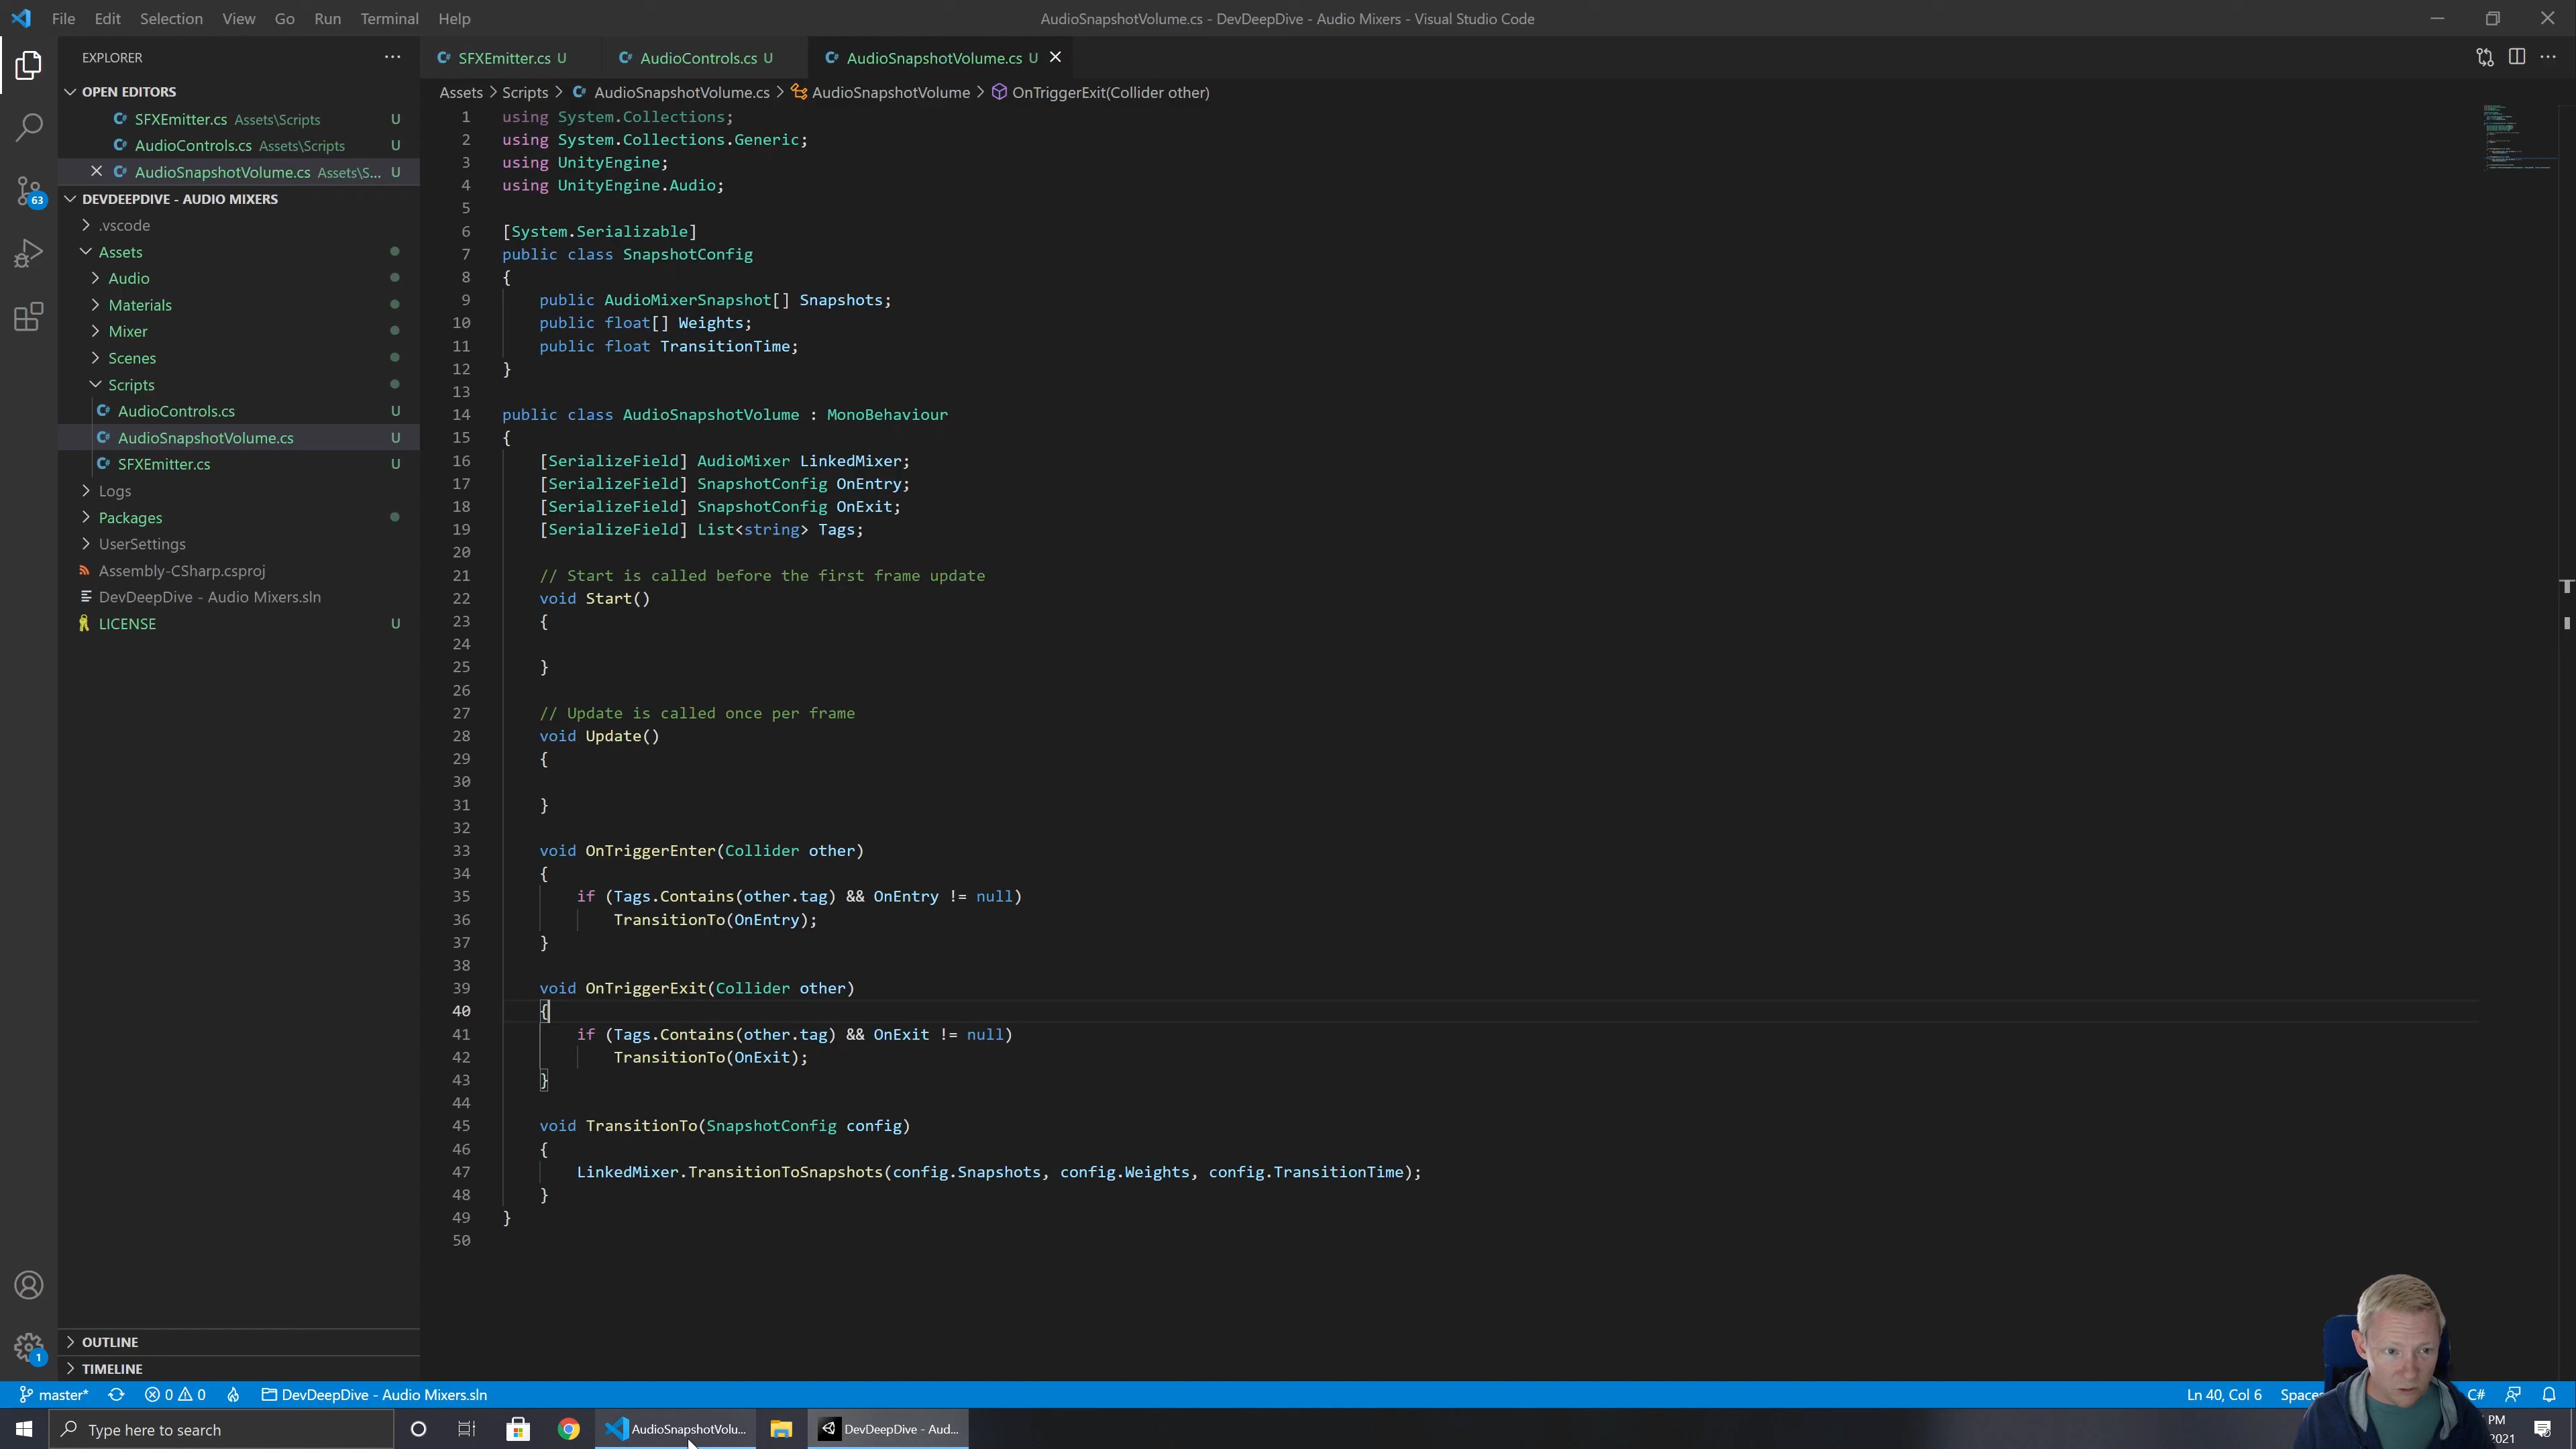 File Edit Selection View Go Run Terminal Help
AudioSnapshotVolume.cs - DevDeepDive - Audio Mixers - Visual Studio Code
EXPLORER
OPEN EDITORS
SFXEmitter.cs Assets\Scripts U
AudioControls.cs Assets\Scripts U
AudioSnapshotVolume.cs Assets\S... U
DEVDEEPDIVE - AUDIO MIXERS
.vscode
Assets
Audio
Materials
Mixer
Scenes
Scripts
AudioControls.cs U
AudioSnapshotVolume.cs U
SFXEmitter.cs U
Logs
Packages
UserSettings
Assembly-CSharp.csproj
DevDeepDive - Audio Mixers.sln
LICENSE U
OUTLINE
TIMELINE
63
1
SFXEmitter.cs U AudioControls.cs U AudioSnapshotVolume.cs U
Assets > Scripts > AudioSnapshotVolume.cs > AudioSnapshotVolume > OnTriggerExit(Collider other)
1 using System.Collections;
2 using System.Collections.Generic;
3 using UnityEngine;
4 using UnityEngine.Audio;
5
6 [System.Serializable]
7 public class SnapshotConfig
8 {
9 public AudioMixerSnapshot[] Snapshots;
10 public float[] Weights;
11 public float TransitionTime;
12 }
13
14 public class AudioSnapshotVolume : MonoBehaviour
15 {
16 [SerializeField] AudioMixer LinkedMixer;
17 [SerializeField] SnapshotConfig OnEntry;
18 [SerializeField] SnapshotConfig OnExit;
19 [SerializeField] List<string> Tags;
20
21 // Start is called before the first frame update
22 void Start()
23 {
24
25 }
26
27 // Update is called once per frame
28 void Update()
29 {
30
31 }
32
33 void OnTriggerEnter(Collider other)
34 {
35 if (Tags.Contains(other.tag) && OnEntry != null)
36 TransitionTo(OnEntry);
37 }
38
39 void OnTriggerExit(Collider other)
40 {
41 if (Tags.Contains(other.tag) && OnExit != null)
42 TransitionTo(OnExit);
43 }
44
45 void TransitionTo(SnapshotConfig config)
46 {
47 LinkedMixer.TransitionToSnapshots(config.Snapshots, config.Weights, config.TransitionTime);
48 }
49 }
50
master* 0 0 DevDeepDive - Audio Mixers.sln Ln 40, Col 6 C#
Type here to search AudioSnapshotVolu... DevDeepDive - Aud... PM
2021